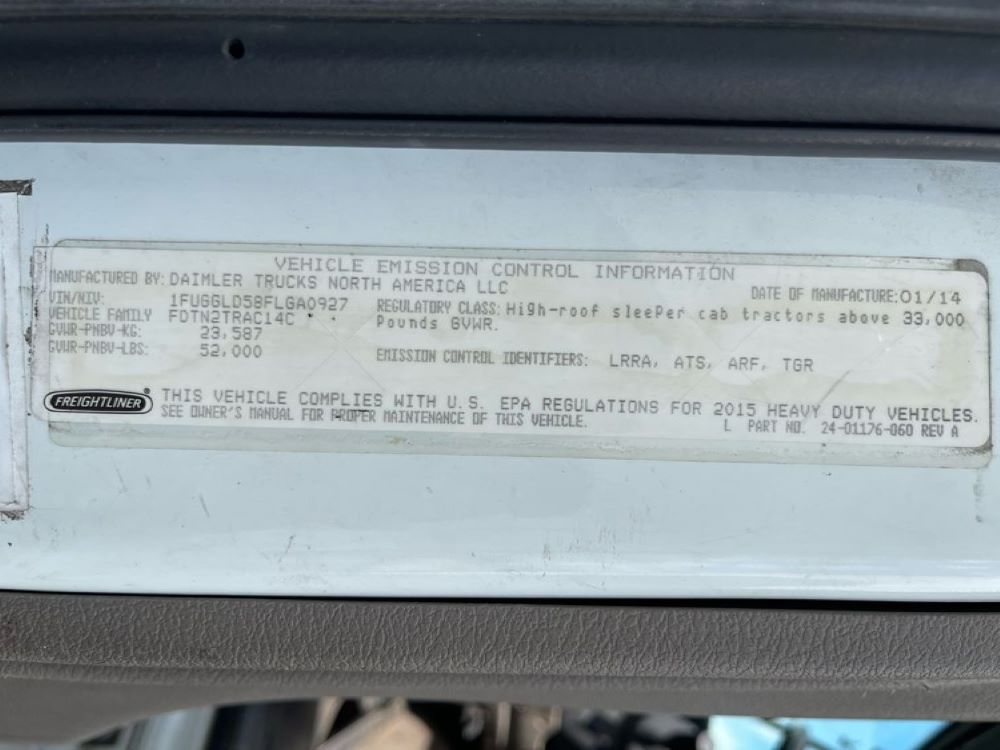 VEHICLE EMISSION CONTROL INFORMATION
MANUFACTURED BY: DAIMLER TRUCKS NORTH AMERICA LLC
DATE OF MANUFACTURE: 01/14
VIN/NIV: 1FUGGLD58FLGA0927
VEHICLE FAMILY FDTN2TRAC14C
GVWR-PNBV-KG: 23,587
GVWR-PNBV-LBS: 52,000
REGULATORY CLASS: High-roof sleeper cab tractors above 33,000
Pounds GVWR.
EMISSION CONTROL IDENTIFIERS: LRRA, ATS, ARF, TGR
FREIGHTLINER®
THIS VEHICLE COMPLIES WITH U.S. EPA REGULATIONS FOR 2015 HEAVY DUTY VEHICLES.
SEE OWNER'S MANUAL FOR PROPER MAINTENANCE OF THIS VEHICLE.
L PART NO. 24-01176-060 REV A